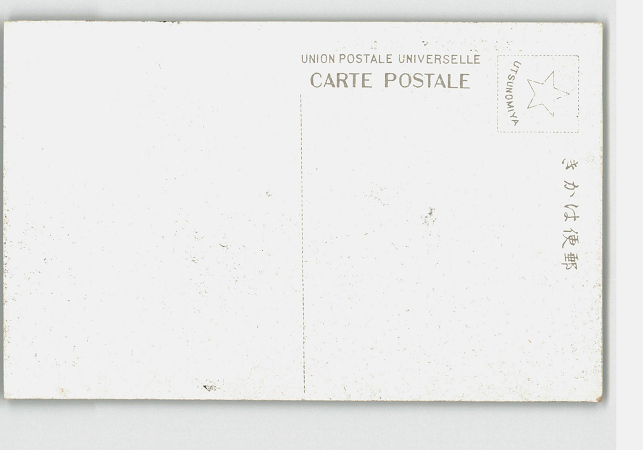 UNION POSTALE UNIVERSELLE
CARTE POSTALE
UTSUNOMIYA
郵便はかき